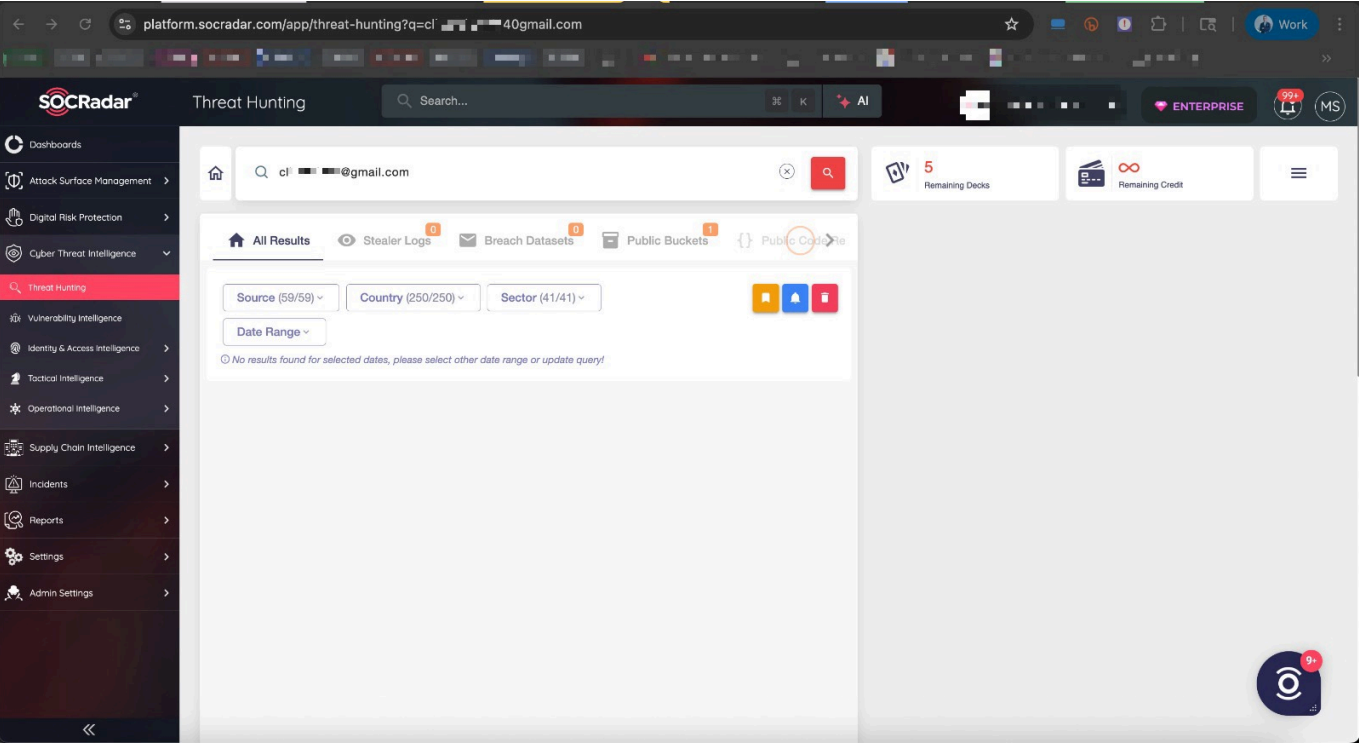 platform.socradar.com/app/threat-hunting?q=cl 40gmail.com
Work
SOCRadar®
Threat Hunting
Search...
⌘ K
AI
ENTERPRISE
99+
MS
Dashboards
Attack Surface Management
Digital Risk Protection
Cyber Threat Intelligence
Threat Hunting
Vulnerability Intelligence
Identity & Access Intelligence
Tactical Intelligence
Operational Intelligence
Supply Chain Intelligence
Incidents
Reports
Settings
Admin Settings
cl @gmail.com
5
Remaining Decks
∞
Remaining Credit
All Results
Stealer Logs 0
Breach Datasets 0
Public Buckets 1
{} Public Code Re
Source (59/59)
Country (250/250)
Sector (41/41)
Date Range
No results found for selected dates, please select other date range or update query!
9+